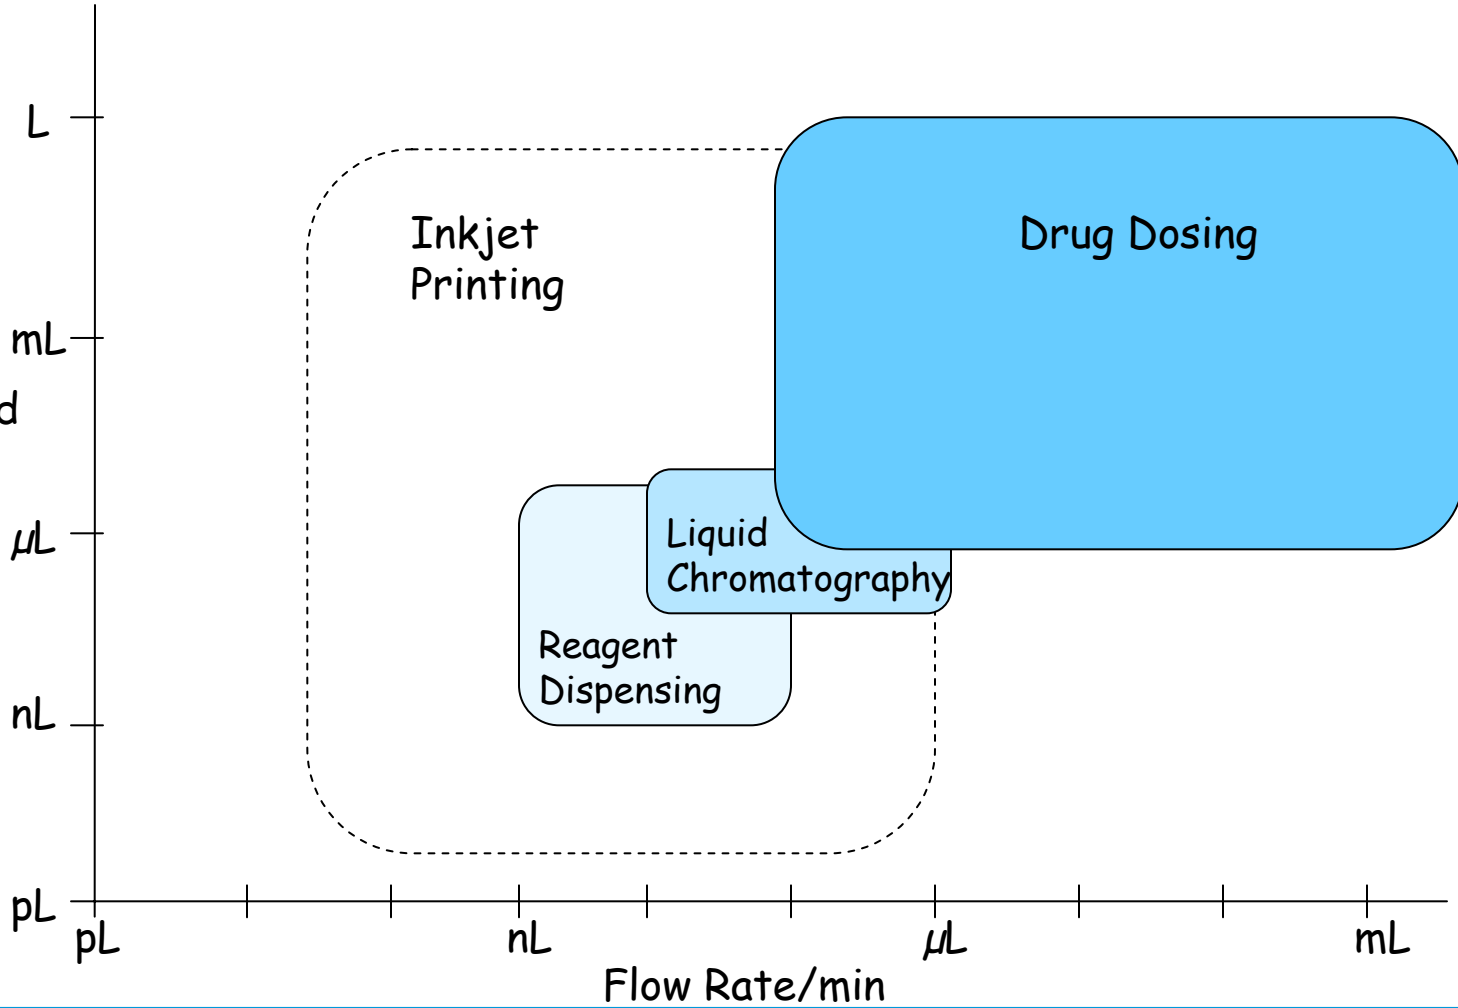 L
Inkjet
Printing
Drug Dosing
mL
d
µL
Liquid
Chromatography
Reagent
Dispensing
nL
pL
pL nL µL mL
Flow Rate/min